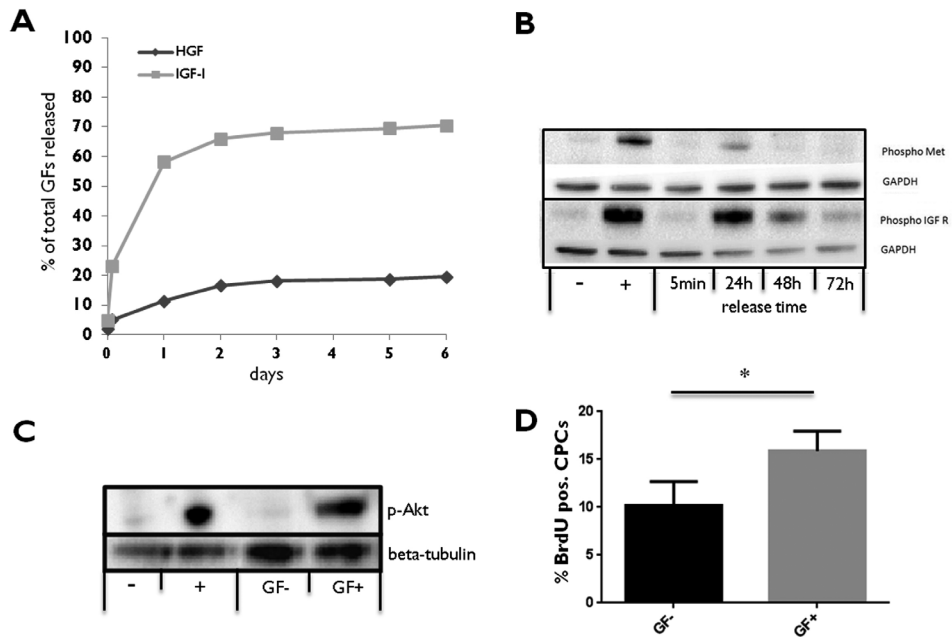 A
100
90
80
70
60
50
40
30
20
10
0
% of total GFs released
HGF
IGF-I
0 1 2 3 4 5 6
days
B
Phospho Met
GAPDH
Phospho IGF R
GAPDH
- + 5min 24h 48h 72h
release time
C
p-Akt
beta-tubulin
- + GF- GF+
D
*
20
15
10
5
0
% BrdU pos. CPCs
GF- GF+